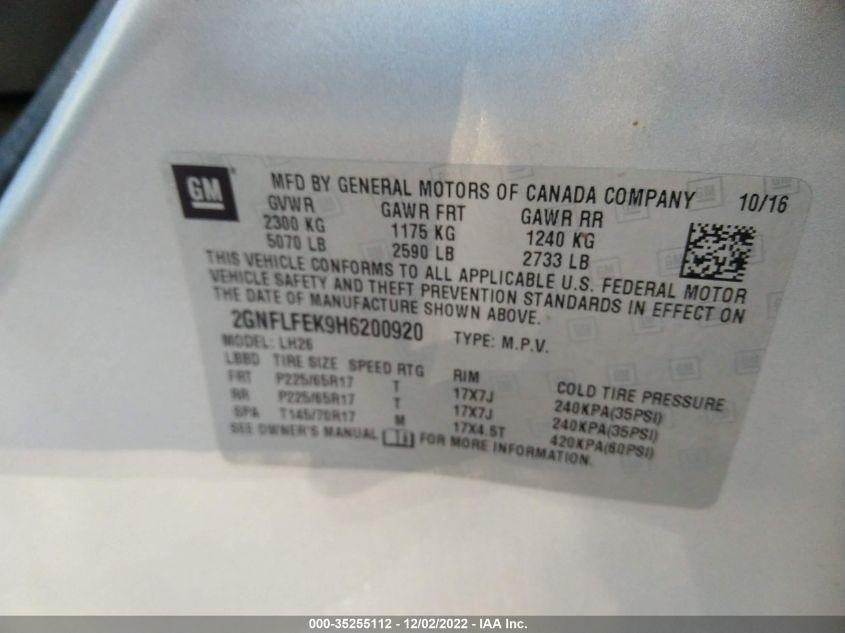 GM
MFD BY GENERAL MOTORS OF CANADA COMPANY 10/16
GVWR GAWR FRT GAWR RR
2300 KG 1175 KG 1240 KG
5070 LB 2590 LB 2733 LB
THIS VEHICLE CONFORMS TO ALL APPLICABLE U.S. FEDERAL MOTOR
VEHICLE SAFETY AND THEFT PREVENTION STANDARDS IN EFFECT ON
THE DATE OF MANUFACTURE SHOWN ABOVE.
2GNFLFEK9H6200920 TYPE: M.P.V.
MODEL: LH26
LBBD TIRE SIZE SPEED RTG RIM COLD TIRE PRESSURE
FRT P225/65R17 T 17X7J 240KPA(35PSI)
RR P225/65R17 T 17X7J 240KPA(35PSI)
SPA T145/70R17 M 17X4.5T 420KPA(60PSI)
SEE OWNER'S MANUAL FOR MORE INFORMATION.
000-35255112 - 12/02/2022 - IAA Inc.